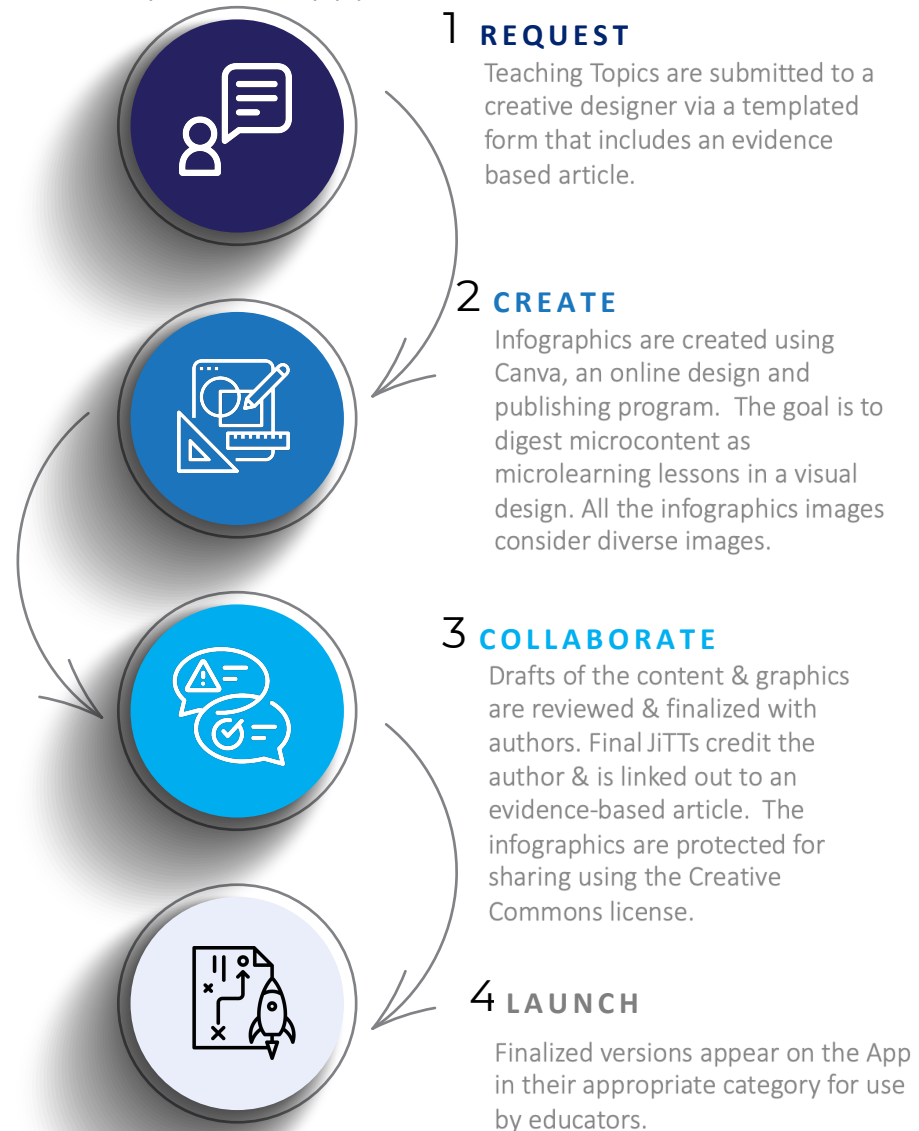 1 REQUEST
Teaching Topics are submitted to a
creative designer via a templated
form that includes an evidence
based article.
2 CREATE
Infographics are created using
Canva, an online design and
publishing program.  The goal is to
digest microcontent as
microlearning lessons in a visual
design. All the infographics images
consider diverse images.
3 COLLABORATE
Drafts of the content & graphics
are reviewed & finalized with
authors. Final JiTTs credit the
author & is linked out to an
evidence-based article.  The
infographics are protected for
sharing using the Creative
Commons license.
4 LAUNCH
Finalized versions appear on the App
in their appropriate category for use
by educators.